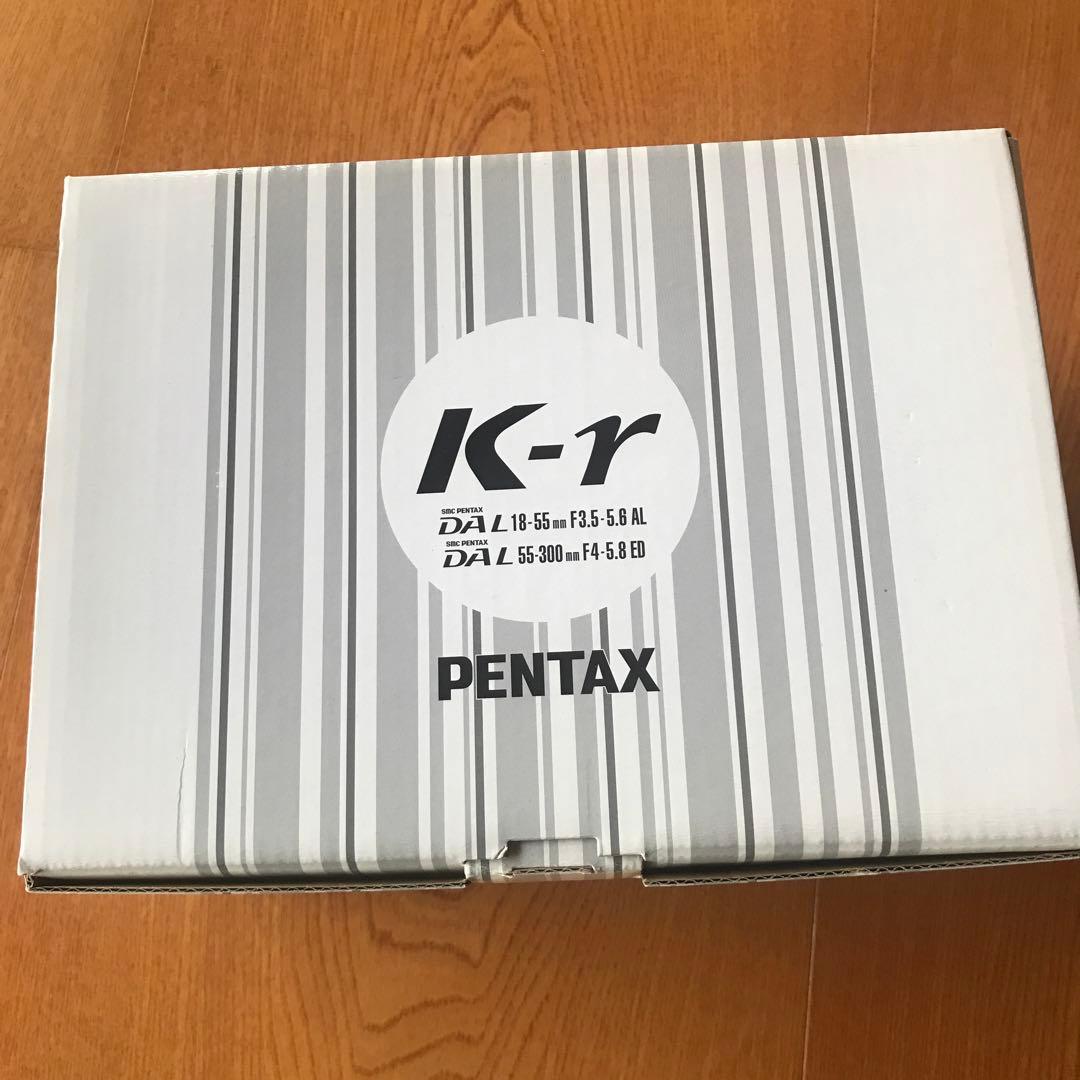 K-r
smc PENTAX
DA L 18-55mm F3.5-5.6 AL
smc PENTAX
DA L 55-300mm F4-5.8 ED
PENTAX